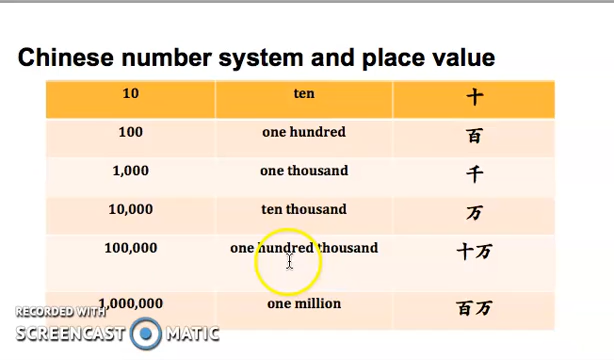 Chinese number system and place value
10 ten 十
100 one hundred 百
1,000 one thousand 千
10,000 ten thousand 万
100,000 one hundred thousand 十万
1,000,000 one million 百万
RECORDED WITH
SCREENCAST MATIC